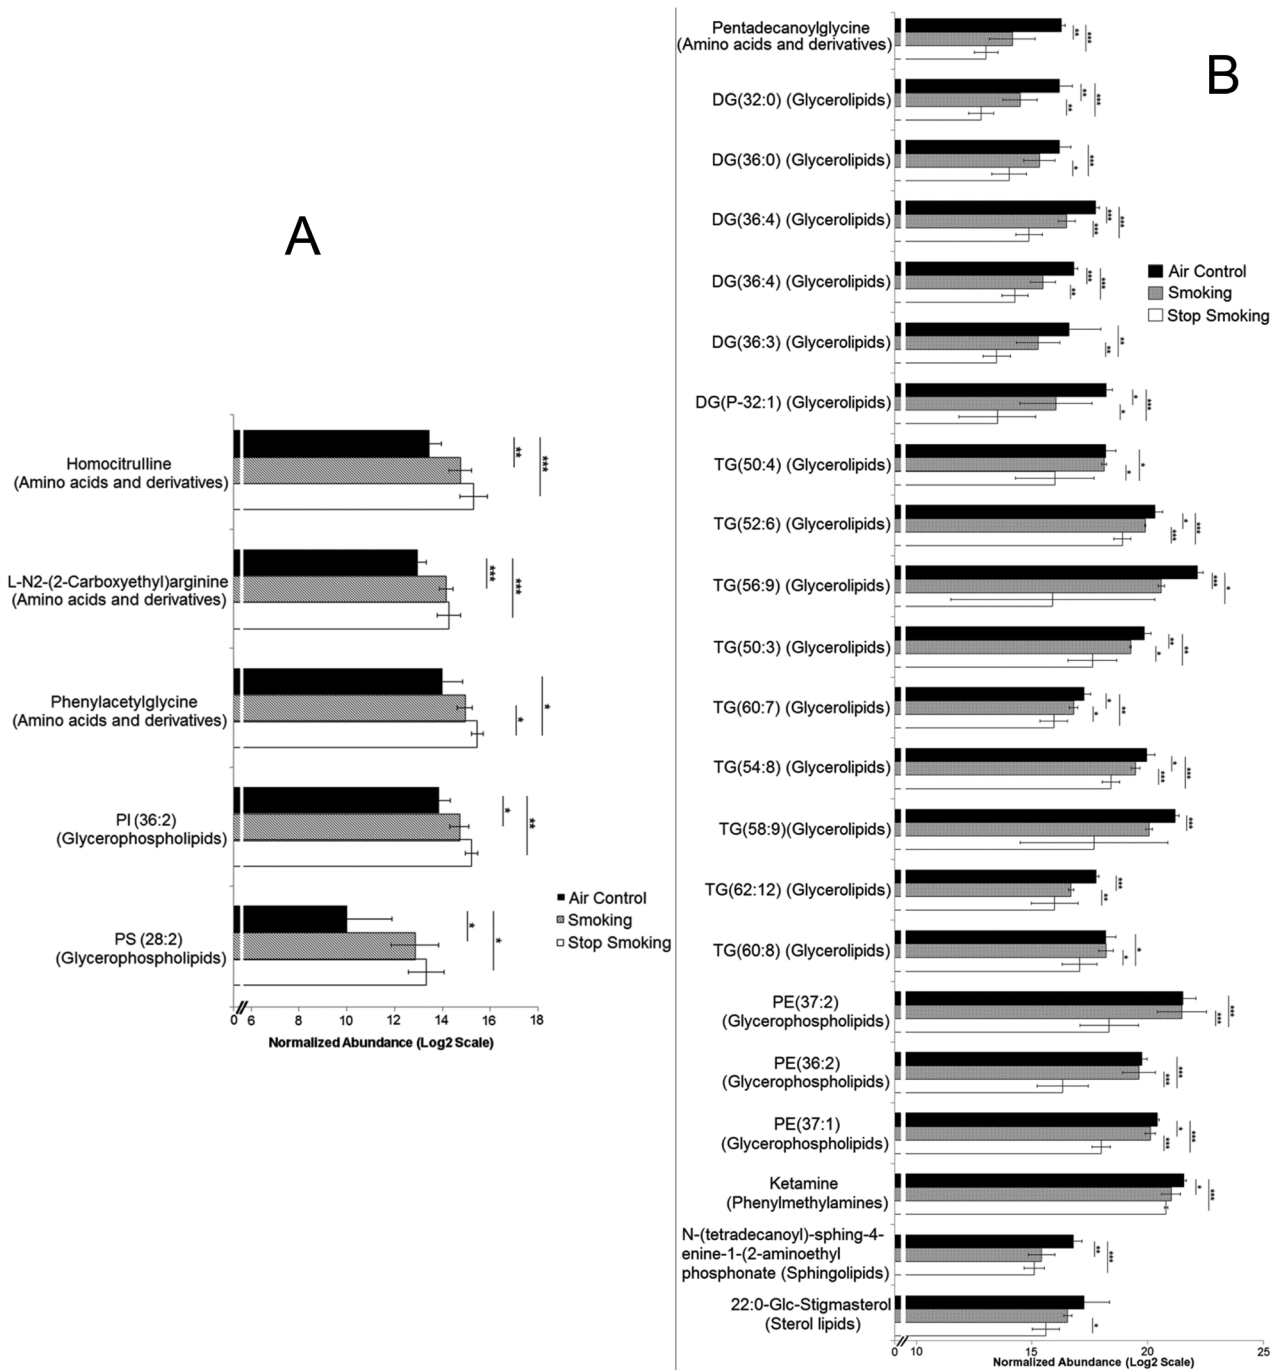 A
Homocitrulline
(Amino acids and derivatives)
** ***
L-N2-(2-Carboxyethyl)arginine
(Amino acids and derivatives)
*** ***
Phenylacetylglycine
(Amino acids and derivatives)
* *
PI (36:2)
(Glycerophospholipids)
* **
PS (28:2)
(Glycerophospholipids)
* *
Air Control
Smoking
Stop Smoking
0 6 10 12 14 16 18
Normalized Abundance (Log2 Scale)
B
Pentadecanoylglycine
(Amino acids and derivatives)
** ***
DG(32:0) (Glycerolipids)
** ** ***
DG(36:0) (Glycerolipids)
* ***
DG(36:4) (Glycerolipids)
*** *** ***
DG(36:4) (Glycerolipids)
** *** ***
DG(36:3) (Glycerolipids)
** **
DG(P-32:1) (Glycerolipids)
* * ***
TG(50:4) (Glycerolipids)
* *
TG(52:6) (Glycerolipids)
*** * ***
TG(56:9) (Glycerolipids)
*** *
TG(50:3) (Glycerolipids)
* ** **
TG(60:7) (Glycerolipids)
* * **
TG(54:8) (Glycerolipids)
*** * ***
TG(58:9)(Glycerolipids)
***
TG(62:12) (Glycerolipids)
** ***
TG(60:8) (Glycerolipids)
* *
PE(37:2)
(Glycerophospholipids)
*** ***
PE(36:2)
(Glycerophospholipids)
*** ***
PE(37:1)
(Glycerophospholipids)
*** * ***
Ketamine
(Phenylmethylamines)
* ***
N-(tetradecanoyl)-sphing-4-
enine-1-(2-aminoethyl
phosphonate (Sphingolipids)
** ***
22:0-Glc-Stigmasterol
(Sterol lipids)
*
Air Control
Smoking
Stop Smoking
0 10 15 20 25
Normalized Abundance (Log2 Scale)